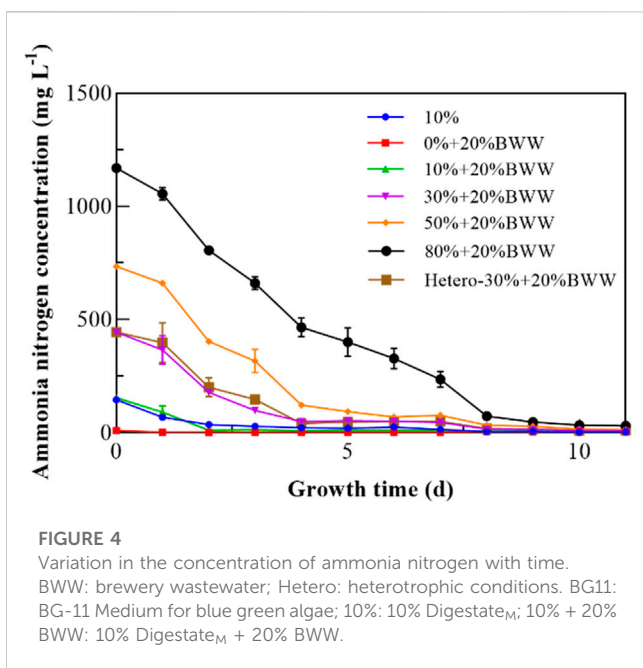 Ammonia nitrogen concentration (mg L⁻¹)
1500
1000
500
0
0
5
10
Growth time (d)
10%
0%+20%BWW
10%+20%BWW
30%+20%BWW
50%+20%BWW
80%+20%BWW
Hetero-30%+20%BWW
FIGURE 4
Variation in the concentration of ammonia nitrogen with time.
BWW: brewery wastewater; Hetero: heterotrophic conditions. BG11:
BG-11 Medium for blue green algae; 10%: 10% Digestate_M; 10% + 20%
BWW: 10% Digestate_M + 20% BWW.